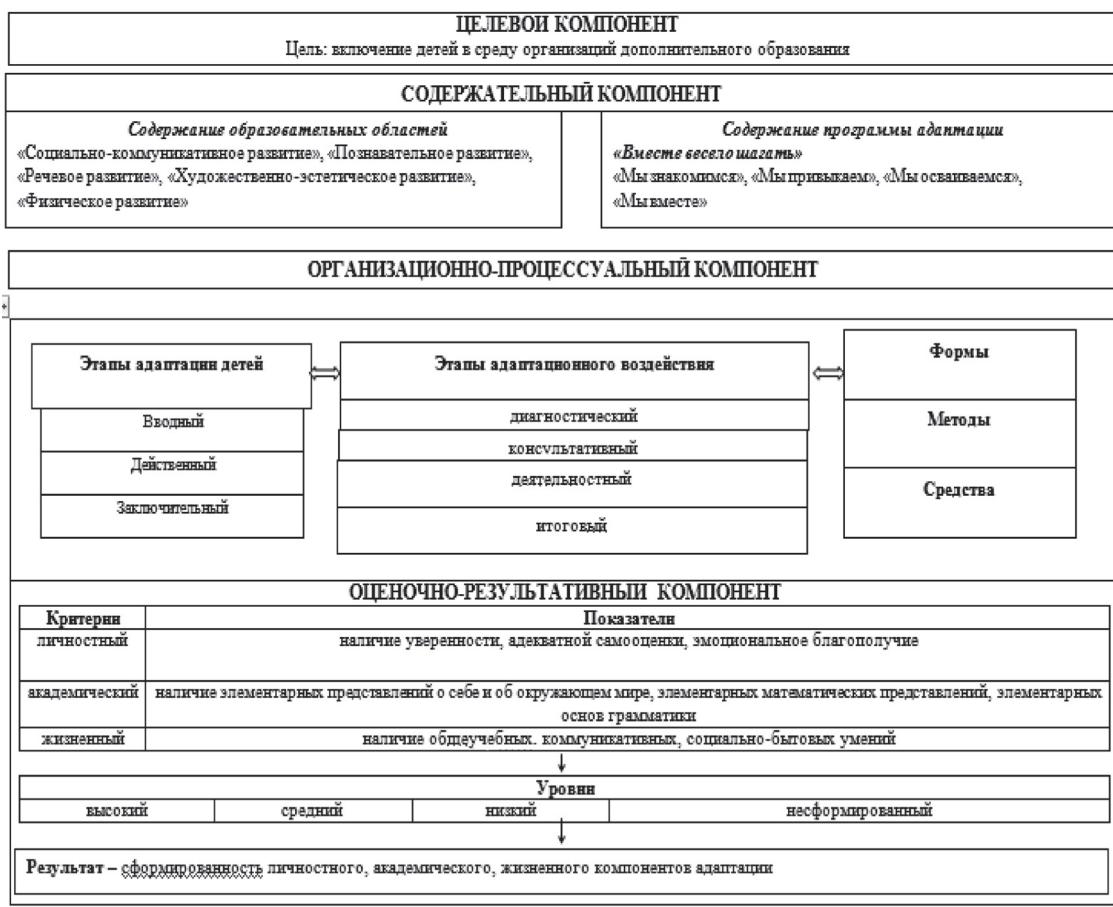 ЦЕЛЕВОЙ КОМПОНЕНТ
Цель: включение детей в среду организаций дополнительного образования
СОДЕРЖАТЕЛЬНЫЙ КОМПОНЕНТ
Содержание образовательных областей
«Социально-коммуникативное развитие», «Познавательное развитие»,
«Речевое развитие», «Художественно-эстетическое развитие»,
«Физическое развитие»
Содержание программы адаптации
«Вместе весело шагать»
«Мы знакомимся», «Мы привыкаем», «Мы осваиваемся»,
«Мы вместе»
ОРГАНИЗАЦИОННО-ПРОЦЕССУАЛЬНЫЙ КОМПОНЕНТ
Этапы адаптации детей
Вводный
Действенный
Заключительный
Этапы адаптационного воздействия
диагностический
консультативный
деятельностный
итоговый
Формы
Методы
Средства
ОЦЕНОЧНО-РЕЗУЛЬТАТИВНЫЙ КОМПОНЕНТ
Критерии Показатели
личностный наличие уверенности, адекватной самооценки, эмоциональное благополучие
академический наличие элементарных представлений о себе и об окружающем мире, элементарных математических представлений, элементарных
основ грамматики
жизненный наличие общеучебных. коммуникативных, социально-бытовых умений
Уровни
высокий средний низкий несформированный
Результат – сформированность личностного, академического, жизненного компонентов адаптации